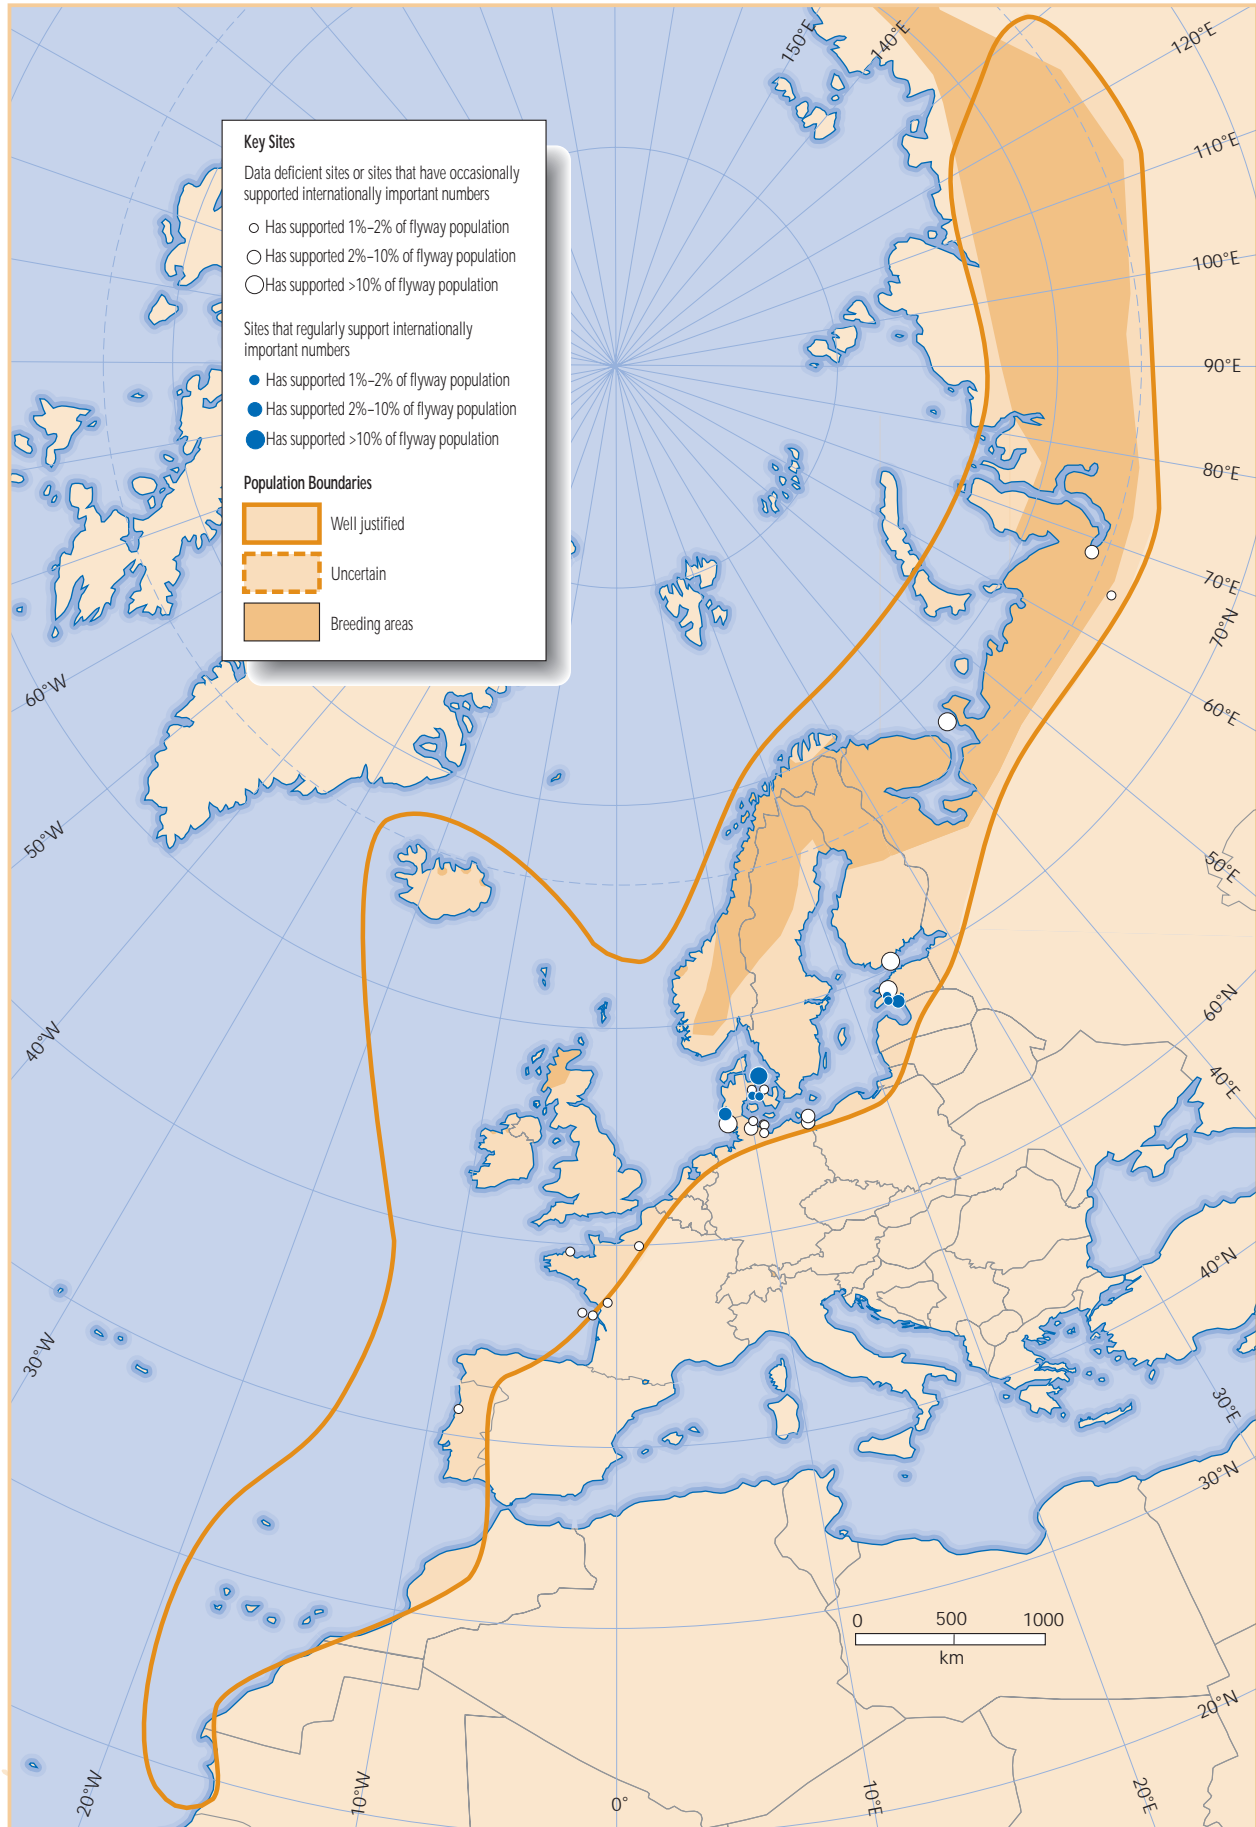 150°E
140°E
120°E
110°E
100°E
90°E
80°E
70°E
70°N
60°E
50°E
60°N
40°E
40°N
30°E
30°N
20°N
20°E
10°E
0°
10°W
20°W
30°W
40°W
50°W
60°W
Key Sites
Data deficient sites or sites that have occasionally
supported internationally important numbers
Has supported 1%–2% of flyway population
Has supported 2%–10% of flyway population
Has supported >10% of flyway population
Sites that regularly support internationally
important numbers
Has supported 1%–2% of flyway population
Has supported 2%–10% of flyway population
Has supported >10% of flyway population
Population Boundaries
Well justified
Uncertain
Breeding areas
0 500 1000
km